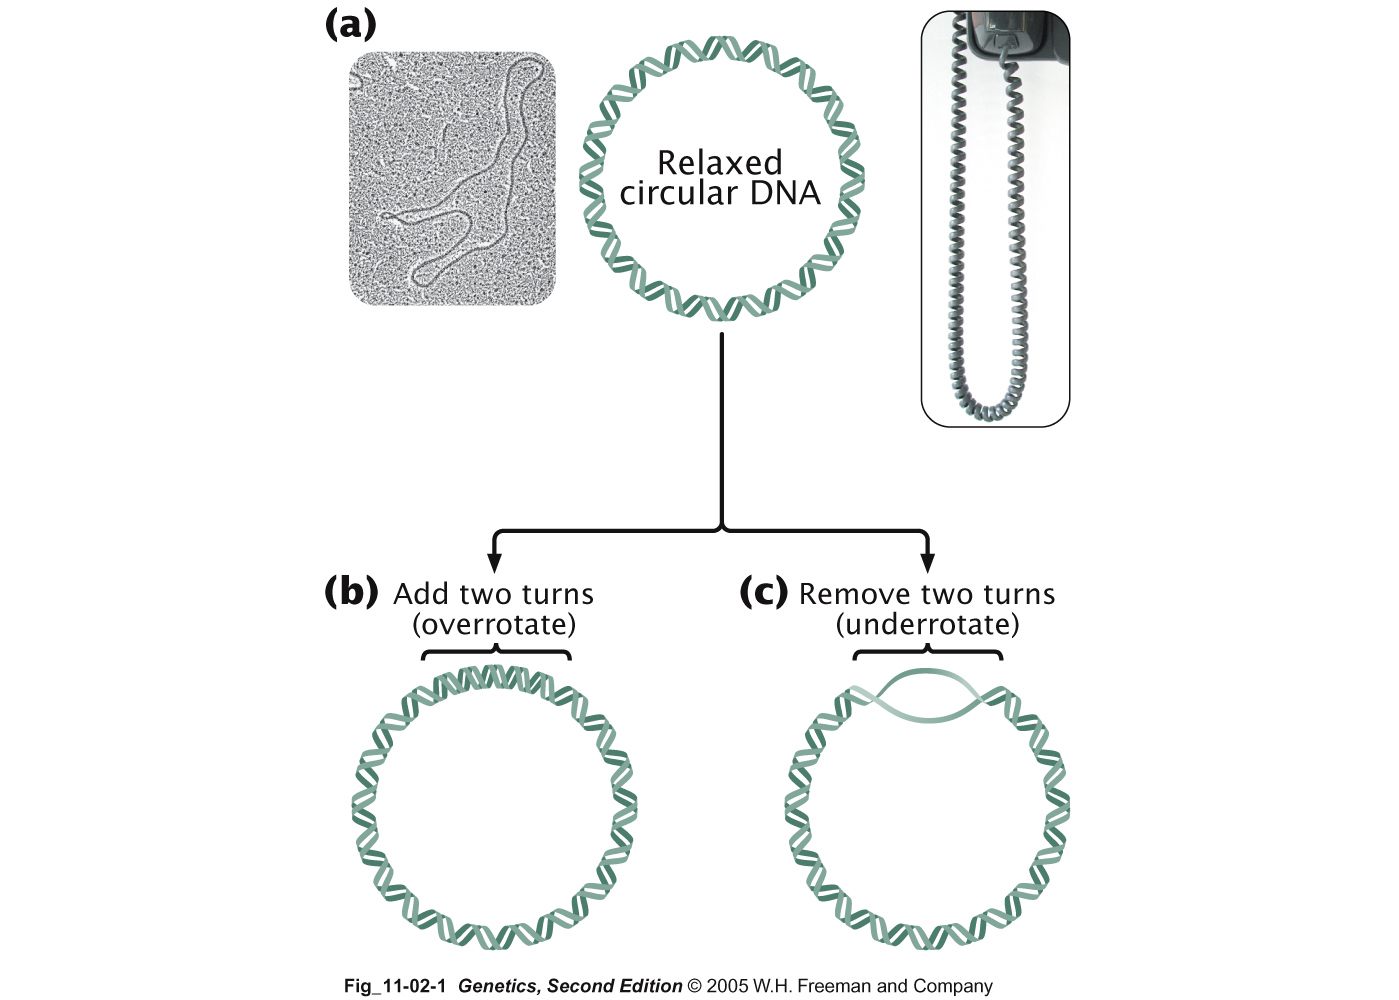 (a)
Relaxed
circular DNA
(b) Add two turns
(overrotate)
(c) Remove two turns
(underrotate)
Fig_11-02-1 Genetics, Second Edition © 2005 W.H. Freeman and Company